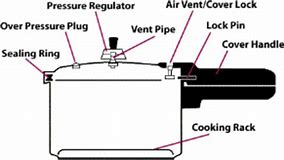 Pressure Regulator
Air Vent/Cover Lock
Over Pressure Plug
Vent Pipe
Lock Pin
Sealing Ring
Cover Handle
Cooking Rack